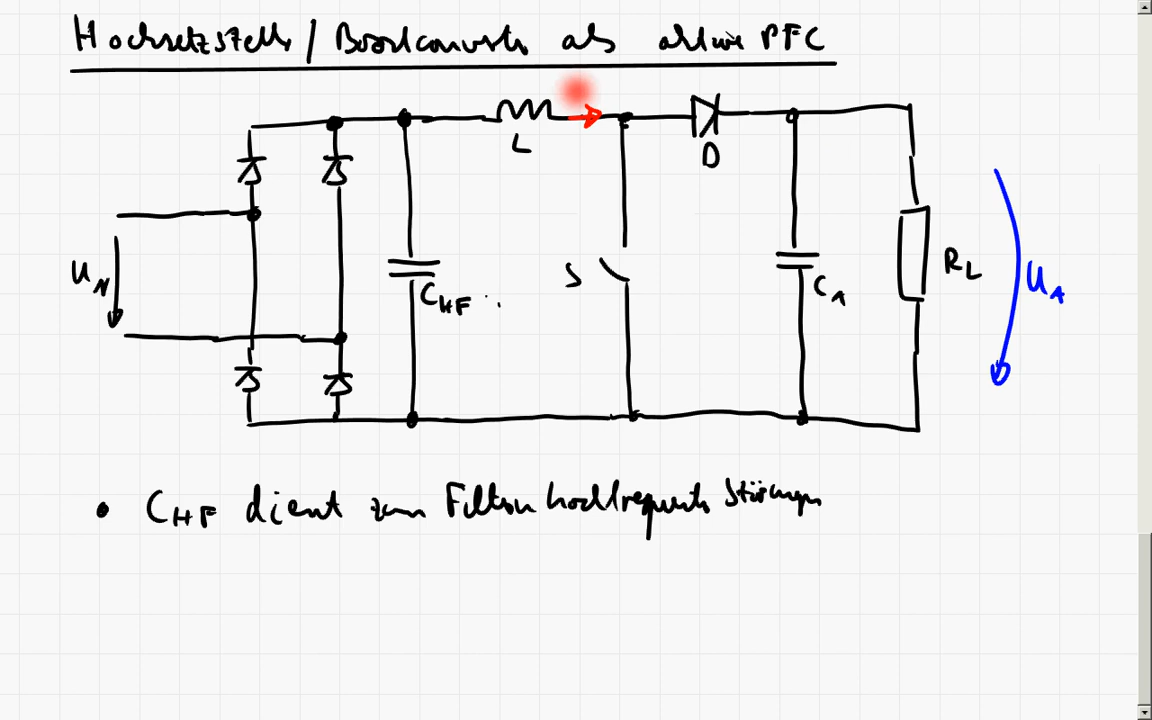 Hochsetzsteller / Boostconverter als aktive PFC
L
D
U_N
C_HF
S
C_A
R_L
U_A
• C_HF dient zum Filtern hochfrequenter Störungen